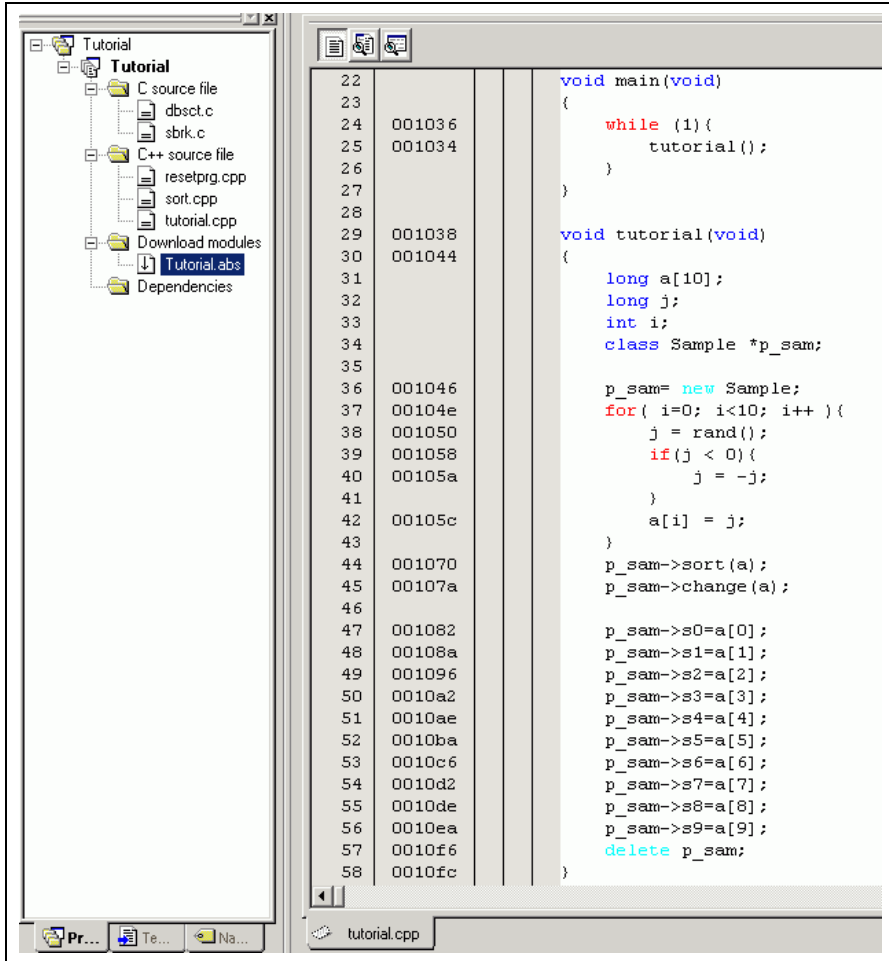 Tutorial
Tutorial
C source file
dbsct.c
sbrk.c
C++ source file
resetprg.cpp
sort.cpp
tutorial.cpp
Download modules
Tutorial.abs
Dependencies
Pr...
Te...
Na...
22 void main(void)
23 {
24 001036 while (1){
25 001034 tutorial();
26 }
27 }
28
29 001038 void tutorial(void)
30 001044 {
31 long a[10];
32 long j;
33 int i;
34 class Sample *p_sam;
35
36 001046 p_sam= new Sample;
37 00104e for( i=0; i<10; i++ ){
38 001050 j = rand();
39 001058 if(j < 0){
40 00105a j = -j;
41 }
42 00105c a[i] = j;
43 }
44 001070 p_sam->sort(a);
45 00107a p_sam->change(a);
46
47 001082 p_sam->s0=a[0];
48 00108a p_sam->s1=a[1];
49 001096 p_sam->s2=a[2];
50 0010a2 p_sam->s3=a[3];
51 0010ae p_sam->s4=a[4];
52 0010ba p_sam->s5=a[5];
53 0010c6 p_sam->s6=a[6];
54 0010d2 p_sam->s7=a[7];
55 0010de p_sam->s8=a[8];
56 0010ea p_sam->s9=a[9];
57 0010f6 delete p_sam;
58 0010fc }
tutorial.cpp